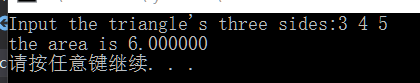 Input the triangle's three sides:3 4 5
the area is 6.000000
请按任意键继续. . .